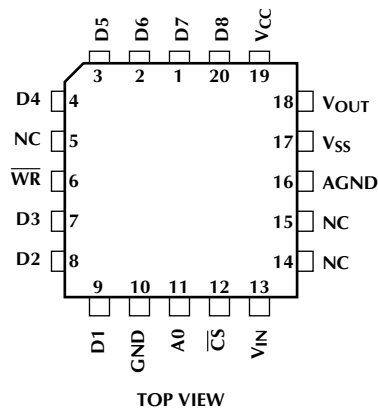 D5 D6 D7 D8 VCC
3 2 1 20 19
D4 4 18 VOUT
NC 5 17 VSS
WR 6 16 AGND
D3 7 15 NC
D2 8 14 NC
9 10 11 12 13
D1 GND A0 CS VIN
TOP VIEW